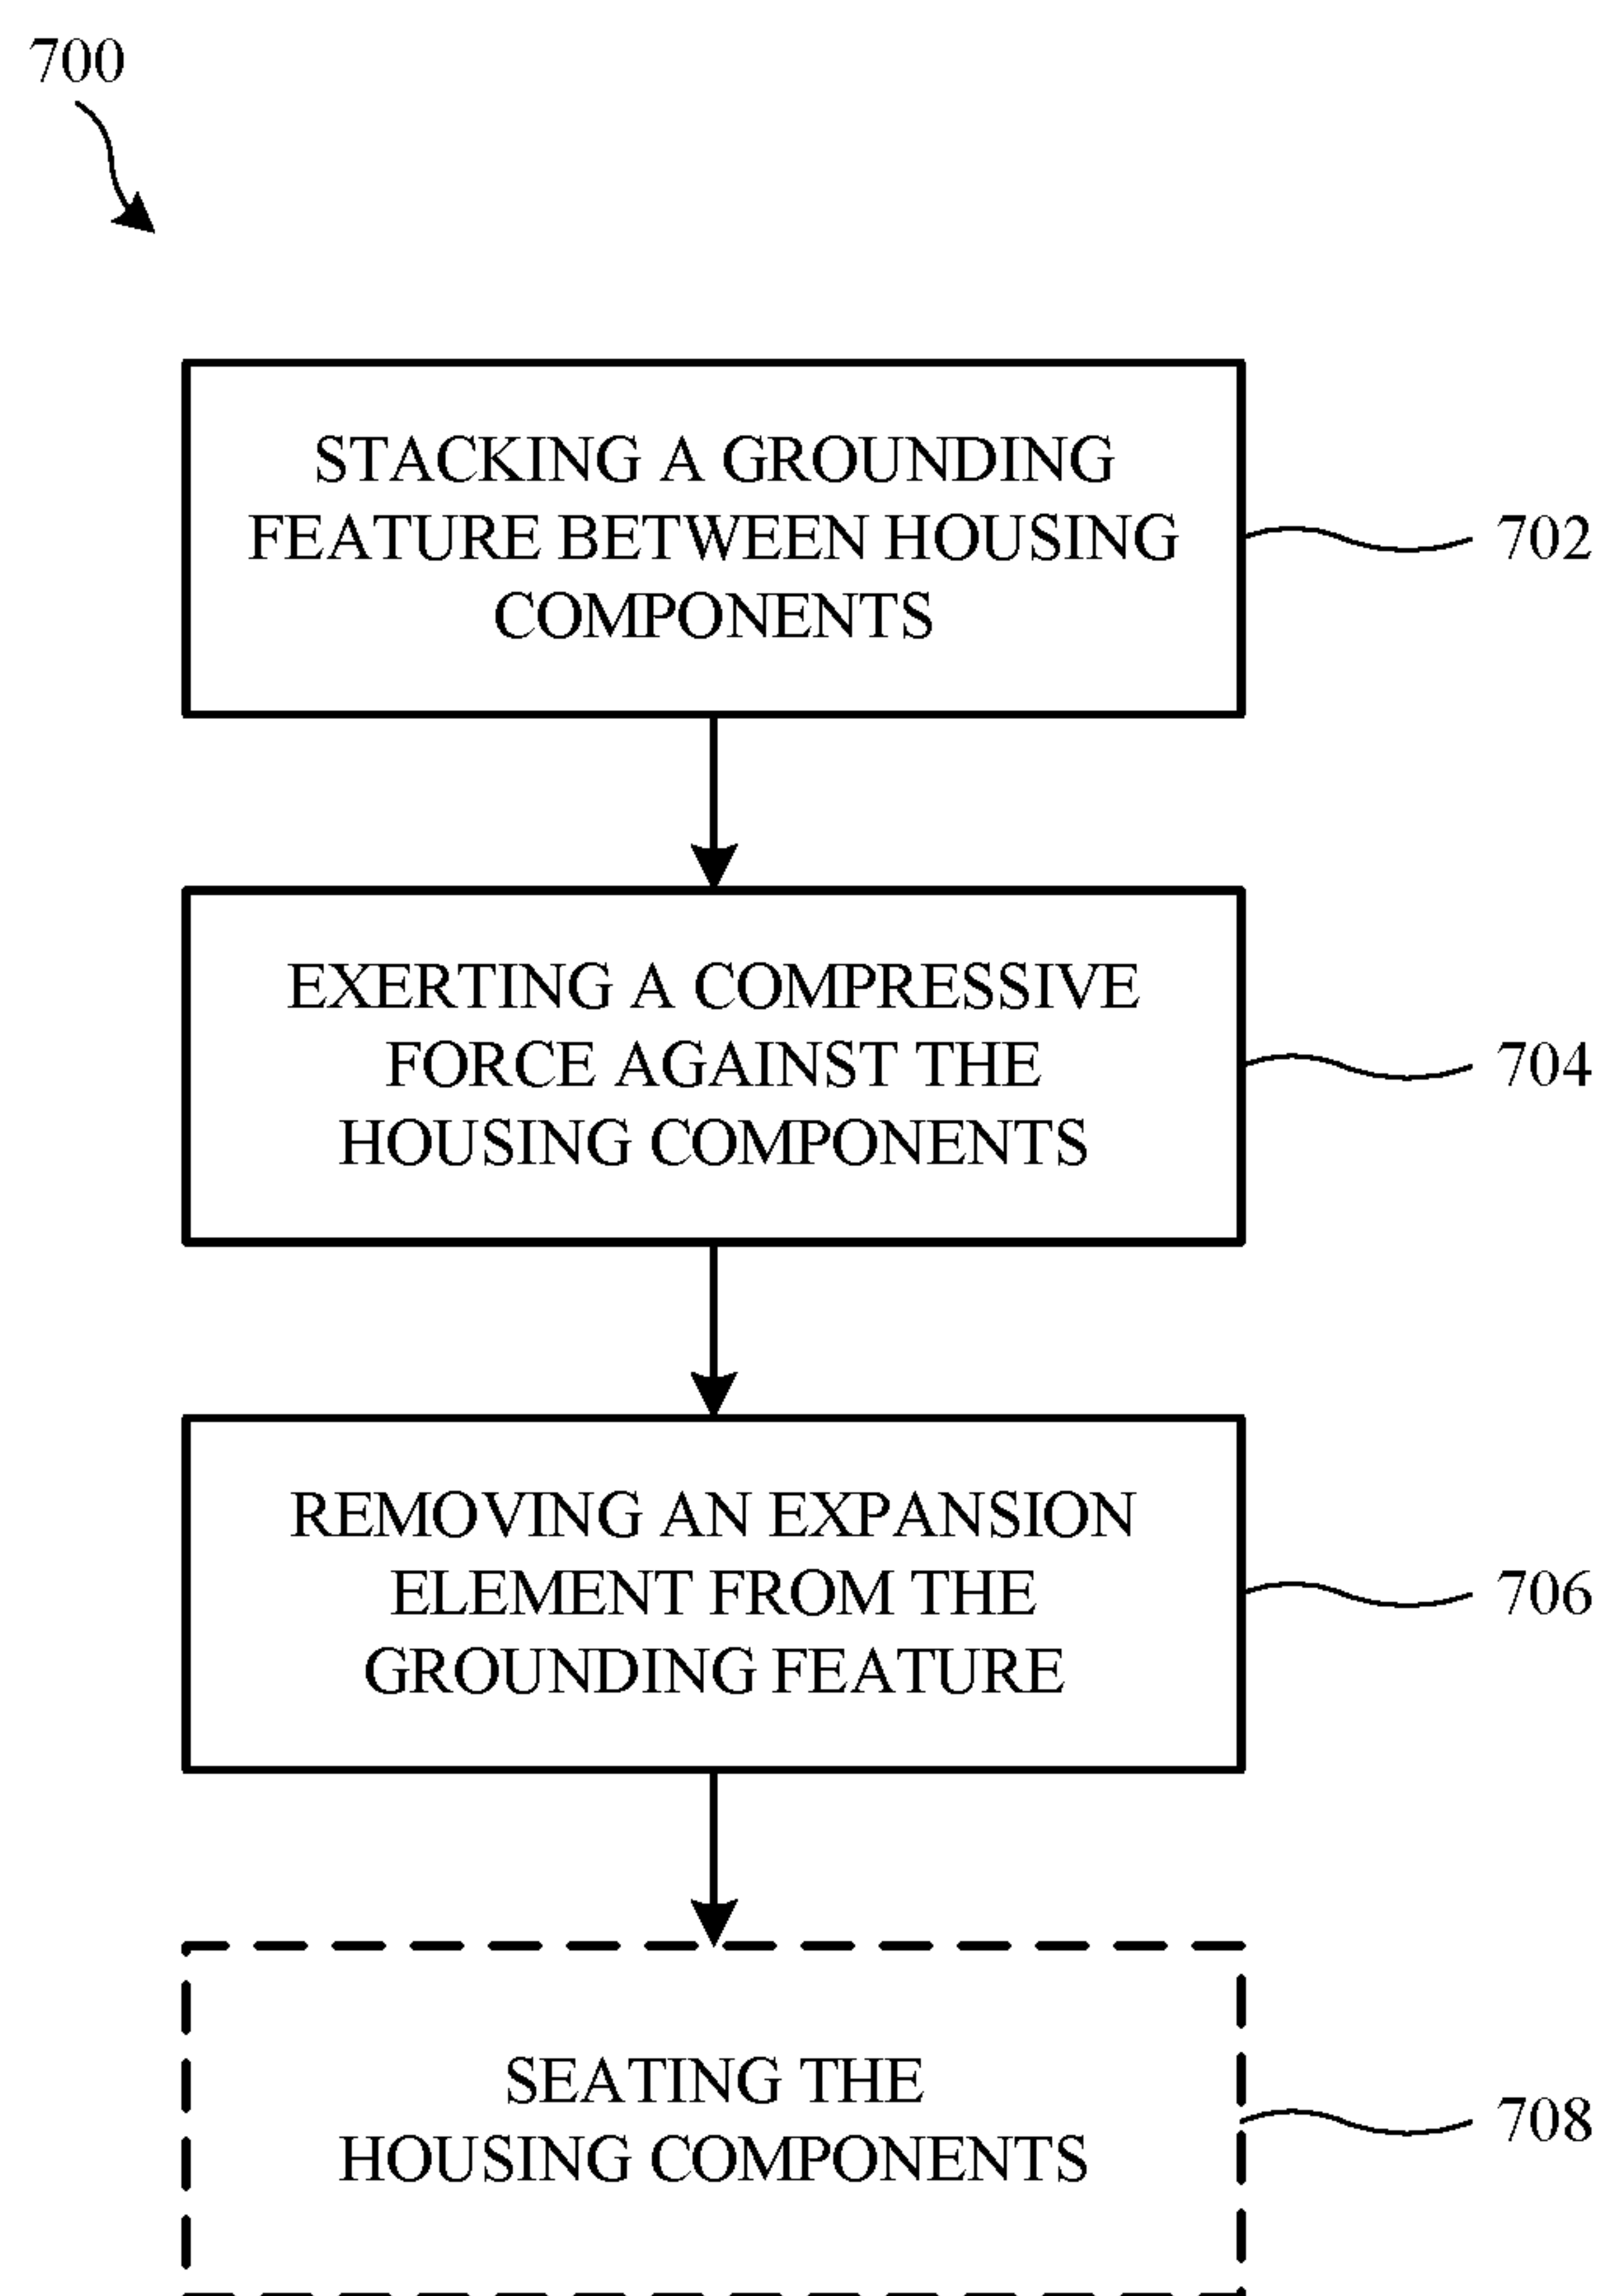 700
STACKING A GROUNDING
FEATURE BETWEEN HOUSING
COMPONENTS
702
EXERTING A COMPRESSIVE
FORCE AGAINST THE
HOUSING COMPONENTS
704
REMOVING AN EXPANSION
ELEMENT FROM THE
GROUNDING FEATURE
706
SEATING THE
HOUSING COMPONENTS
708